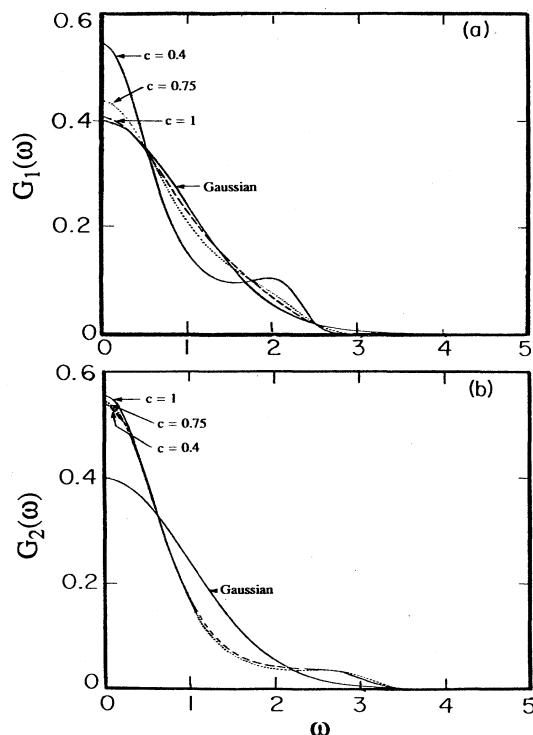 0.6
(a)
c = 0.4
c = 0.75
0.4
c = 1
G₁(ω)
Gaussian
0.2
0
0 1 2 3 4 5
0.6
(b)
c = 1
c = 0.75
c = 0.4
0.4
G₂(ω)
Gaussian
0.2
0
0 1 2 3 4 5
ω